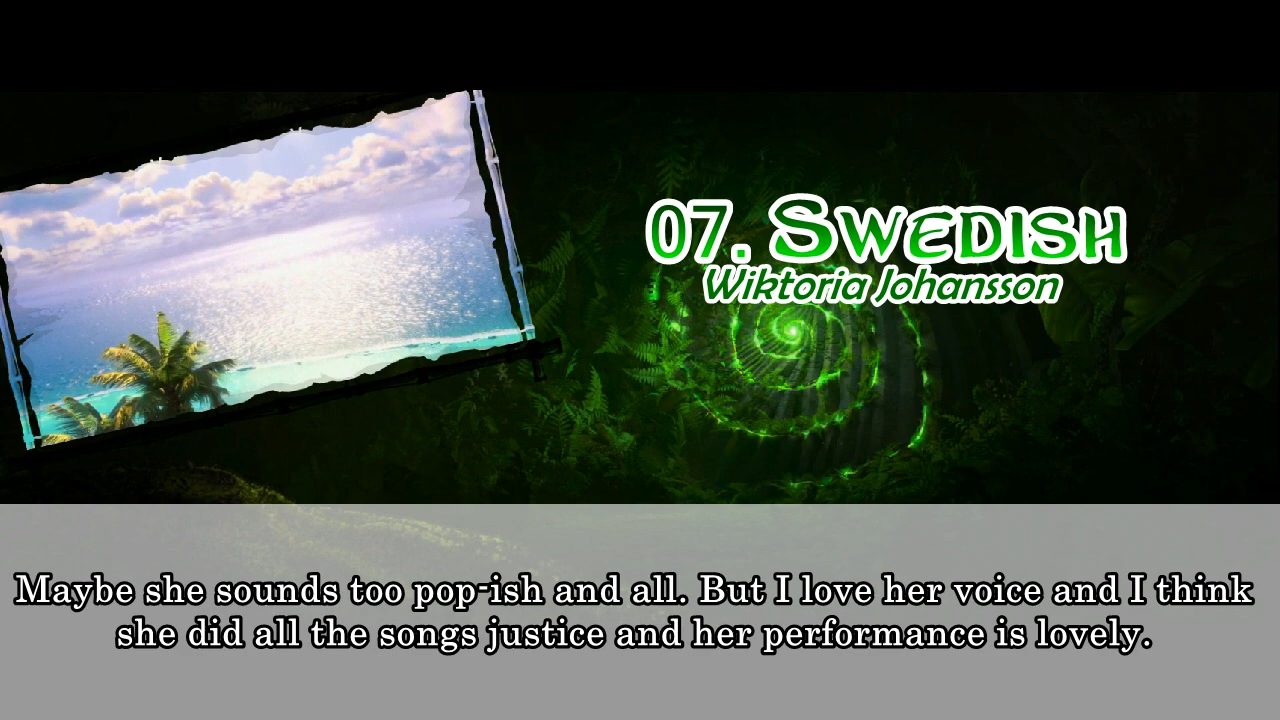 07. Swedish
Wiktoria Johansson
Maybe she sounds too pop-ish and all. But I love her voice and I think
she did all the songs justice and her performance is lovely.